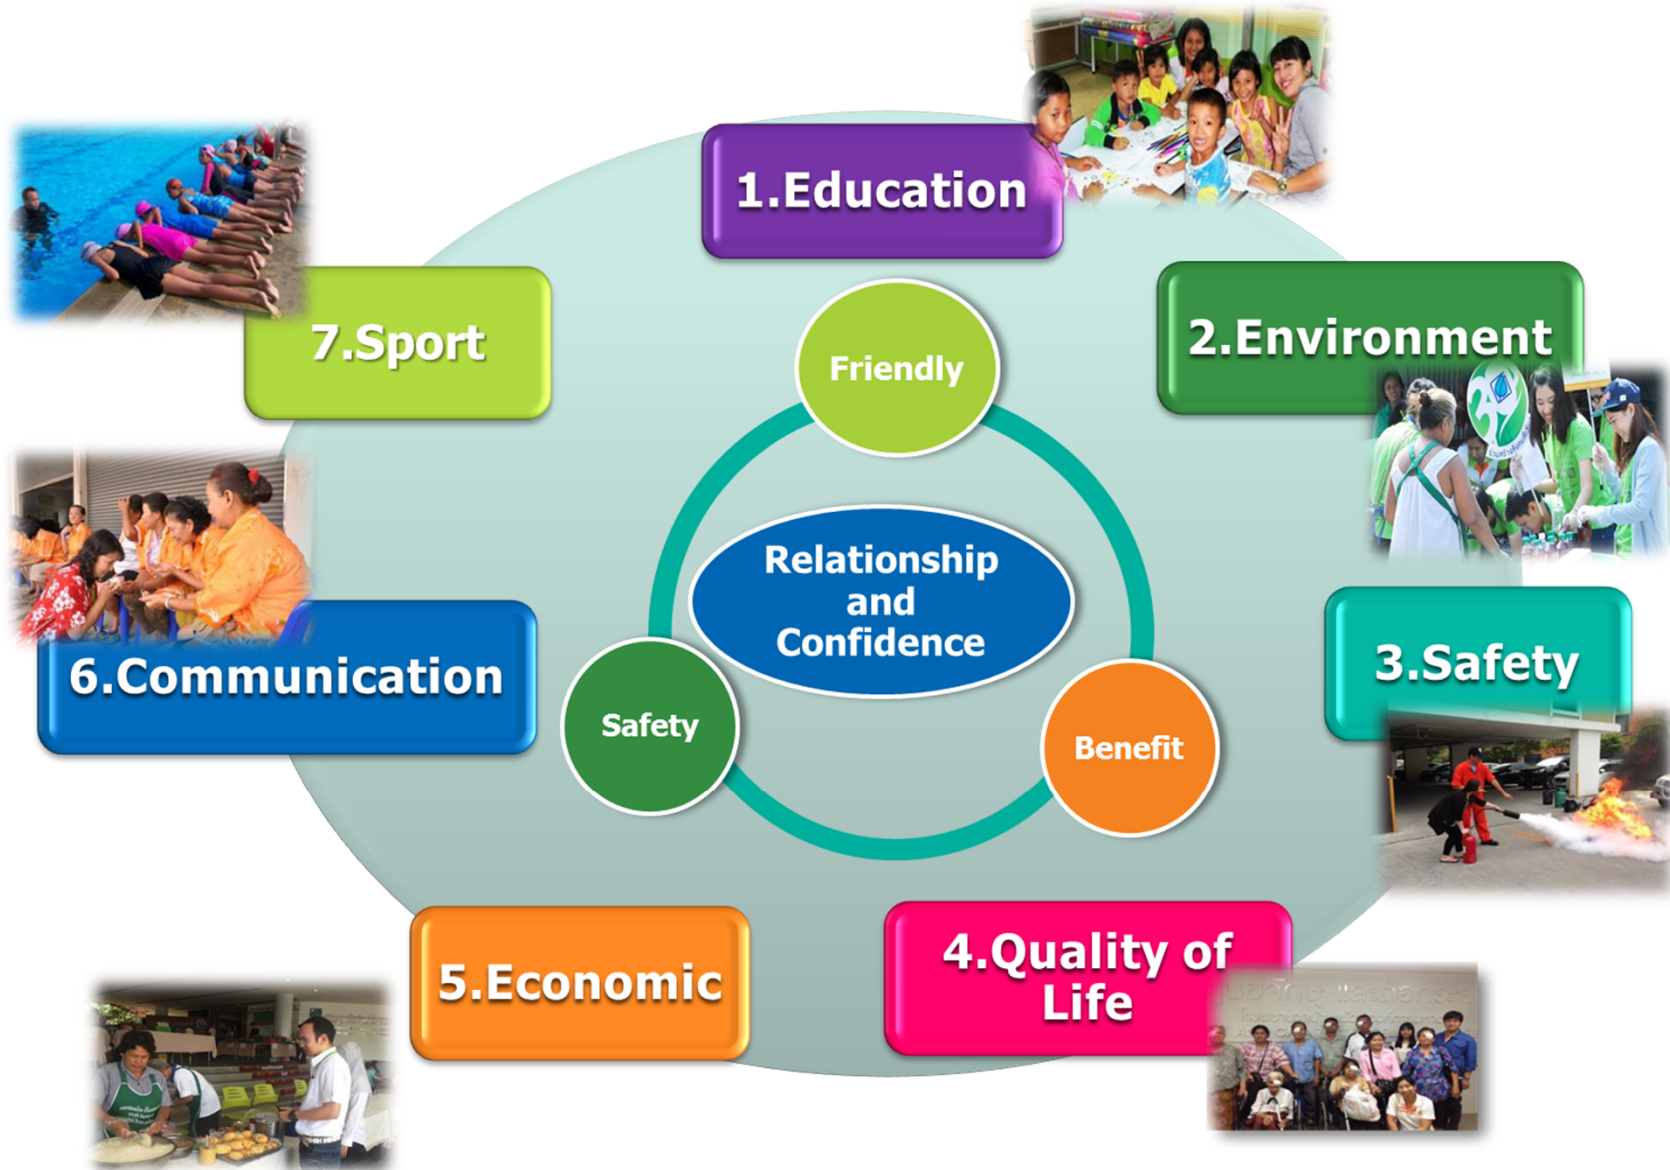 1.Education
2.Environment
3.Safety
4.Quality of
Life
5.Economic
6.Communication
7.Sport
Friendly
Relationship
and
Confidence
Safety
Benefit